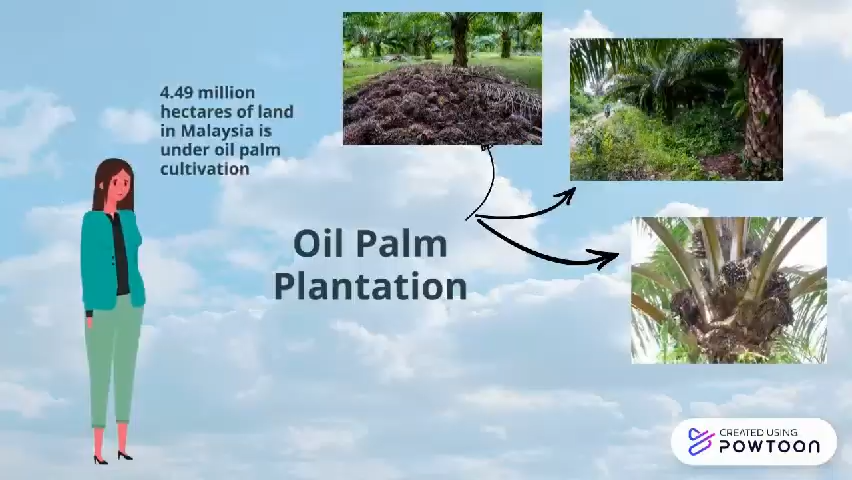 4.49 million
hectares of land
in Malaysia is
under oil palm
cultivation
Oil Palm
Plantation
CREATED USING
POWTOON